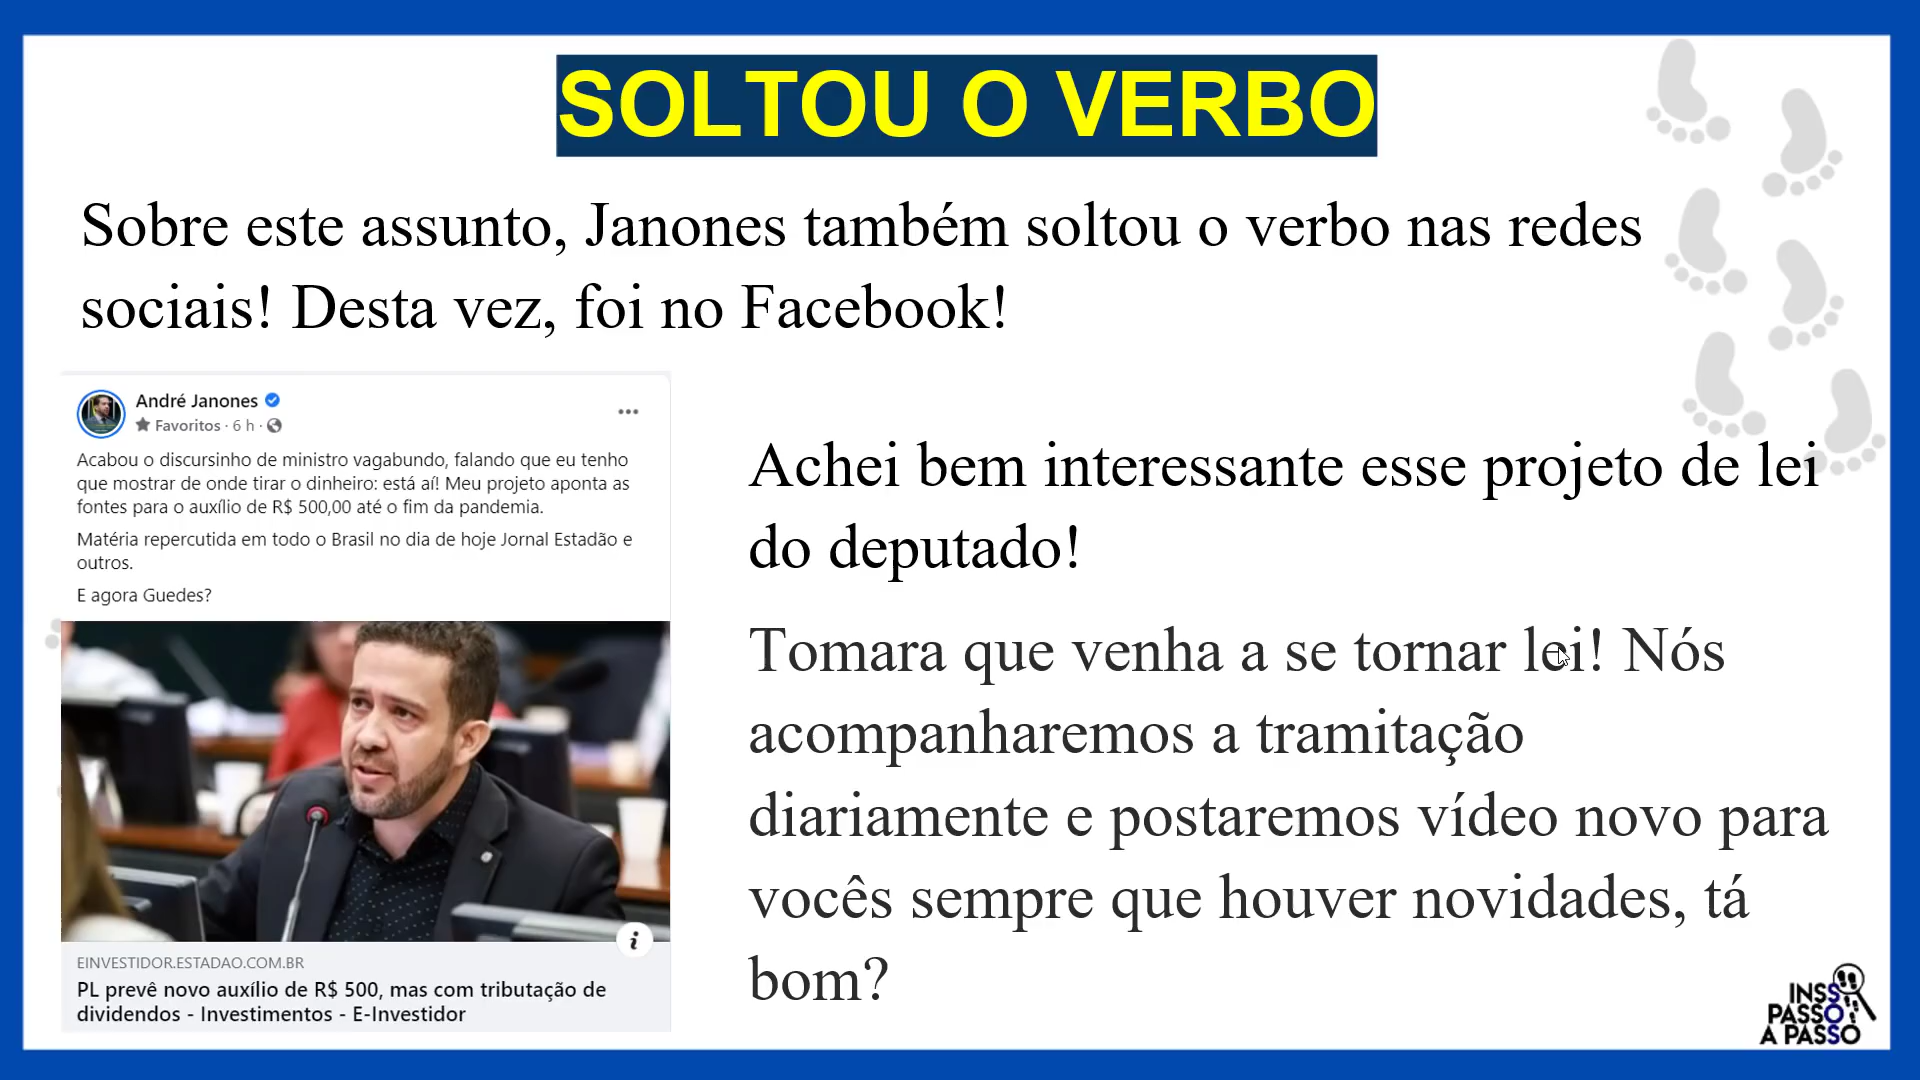 SOLTOU O VERBO
Sobre este assunto, Janones também soltou o verbo nas redes
sociais! Desta vez, foi no Facebook!
André Janones
Favoritos · 6 h ·
Acabou o discursinho de ministro vagabundo, falando que eu tenho
que mostrar de onde tirar o dinheiro: está aí! Meu projeto aponta as
fontes para o auxílio de R$ 500,00 até o fim da pandemia.
Matéria repercutida em todo o Brasil no dia de hoje Jornal Estadão e
outros.
E agora Guedes?
EINVESTIDOR.ESTADAO.COM.BR
PL prevê novo auxílio de R$ 500, mas com tributação de
dividendos - Investimentos - E-Investidor
Achei bem interessante esse projeto de lei
do deputado!
Tomara que venha a se tornar lei! Nós
acompanharemos a tramitação
diariamente e postaremos vídeo novo para
vocês sempre que houver novidades, tá
bom?
INSS
PASSO
A PASSO